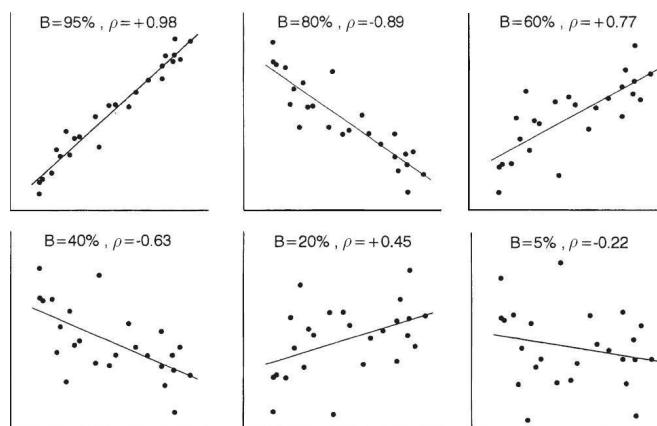 B=95% , ρ=+0.98
B=80% , ρ=-0.89
B=60% , ρ=+0.77
B=40% , ρ=-0.63
B=20% , ρ=+0.45
B=5% , ρ=-0.22